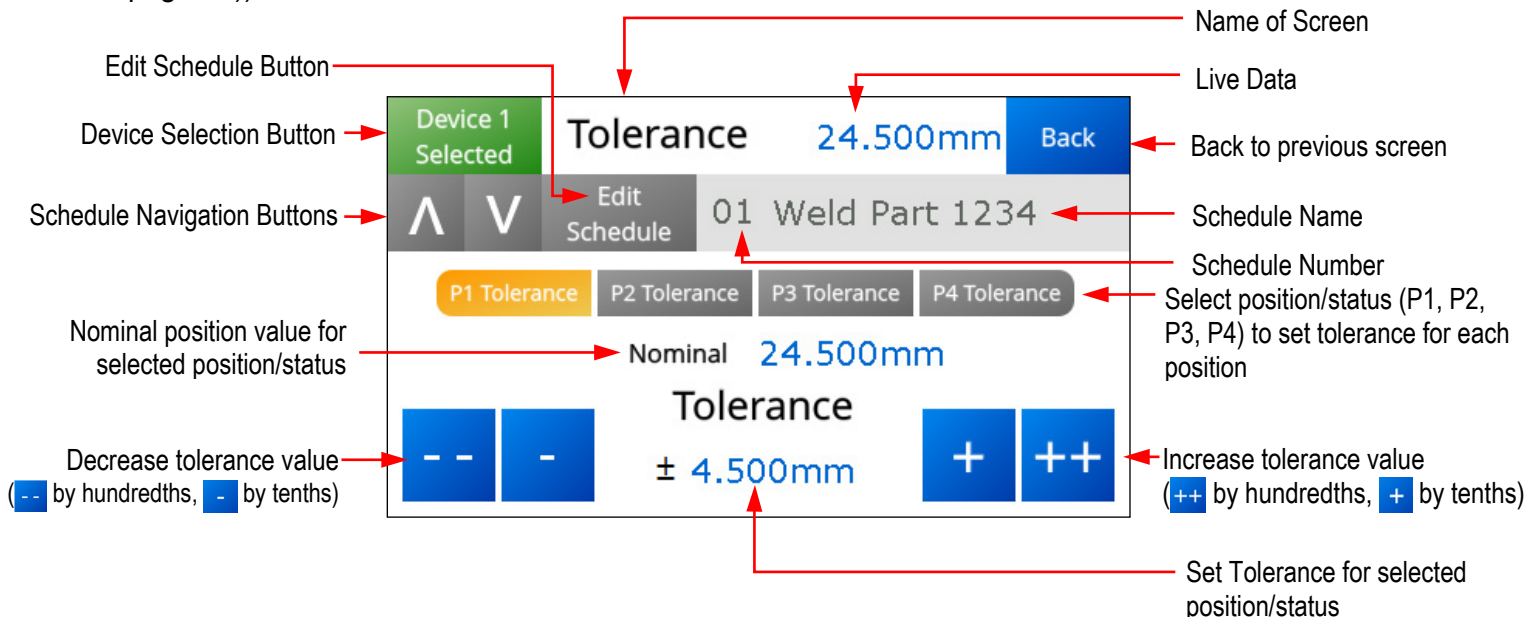 Name of Screen
Edit Schedule Button
Live Data
Device Selection Button
Device 1
Selected
Tolerance
24.500mm
Back
Back to previous screen
Schedule Navigation Buttons
Λ
V
Edit
Schedule
01 Weld Part 1234
Schedule Name
Schedule Number
P1 Tolerance
P2 Tolerance
P3 Tolerance
P4 Tolerance
Select position/status (P1, P2,
P3, P4) to set tolerance for each
position
Nominal position value for
selected position/status
Nominal 24.500mm
Tolerance
- -
-
± 4.500mm
+
++
Decrease tolerance value
(- - by hundredths, - by tenths)
Increase tolerance value
(++ by hundredths, + by tenths)
Set Tolerance for selected
position/status